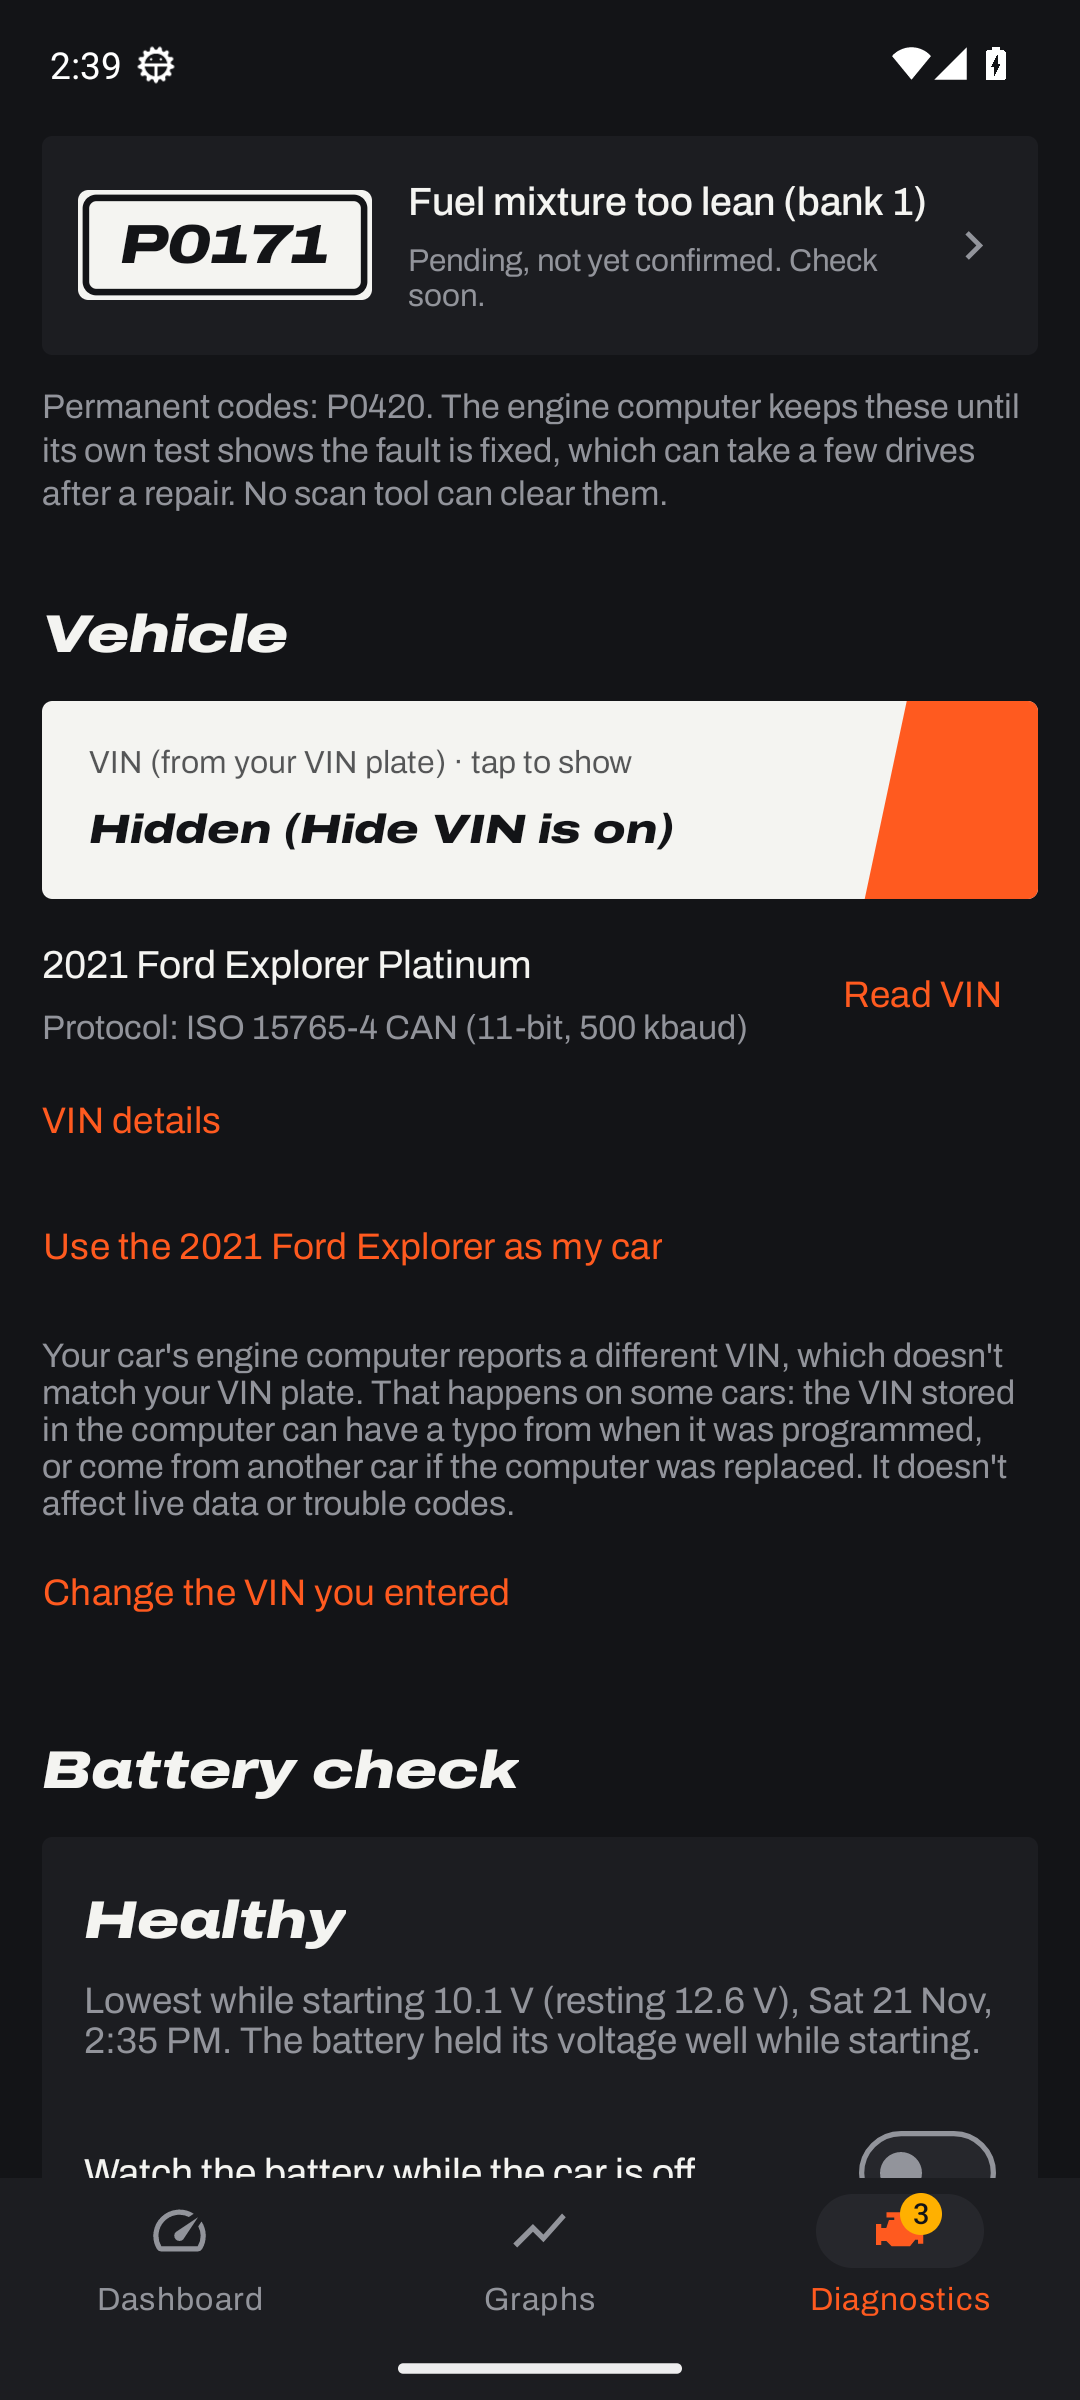 2:39
P0171
Fuel mixture too lean (bank 1)
Pending, not yet confirmed. Check
soon.
Permanent codes: P0420. The engine computer keeps these until
its own test shows the fault is fixed, which can take a few drives
after a repair. No scan tool can clear them.
Vehicle
VIN (from your VIN plate) · tap to show
Hidden (Hide VIN is on)
2021 Ford Explorer Platinum
Protocol: ISO 15765-4 CAN (11-bit, 500 kbaud)
Read VIN
VIN details
Use the 2021 Ford Explorer as my car
Your car's engine computer reports a different VIN, which doesn't
match your VIN plate. That happens on some cars: the VIN stored
in the computer can have a typo from when it was programmed,
or come from another car if the computer was replaced. It doesn't
affect live data or trouble codes.
Change the VIN you entered
Battery check
Healthy
Lowest while starting 10.1 V (resting 12.6 V), Sat 21 Nov,
2:35 PM. The battery held its voltage well while starting.
Watch the battery while the car is off
3
Dashboard
Graphs
Diagnostics